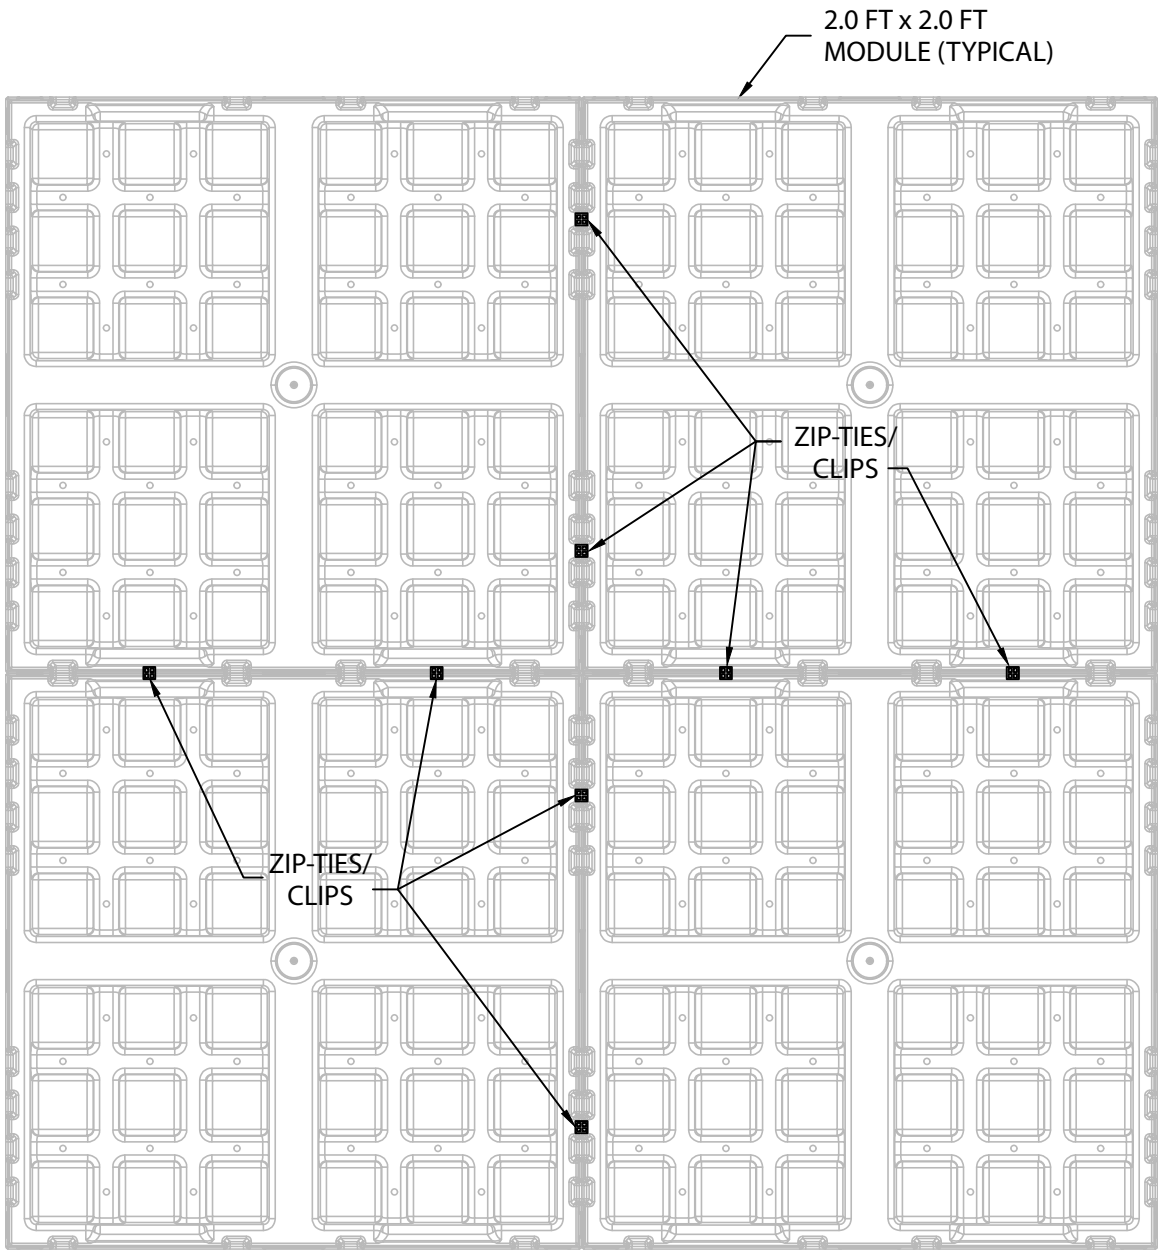 2.0 FT x 2.0 FT
MODULE (TYPICAL)
ZIP-TIES/
CLIPS
ZIP-TIES/
CLIPS